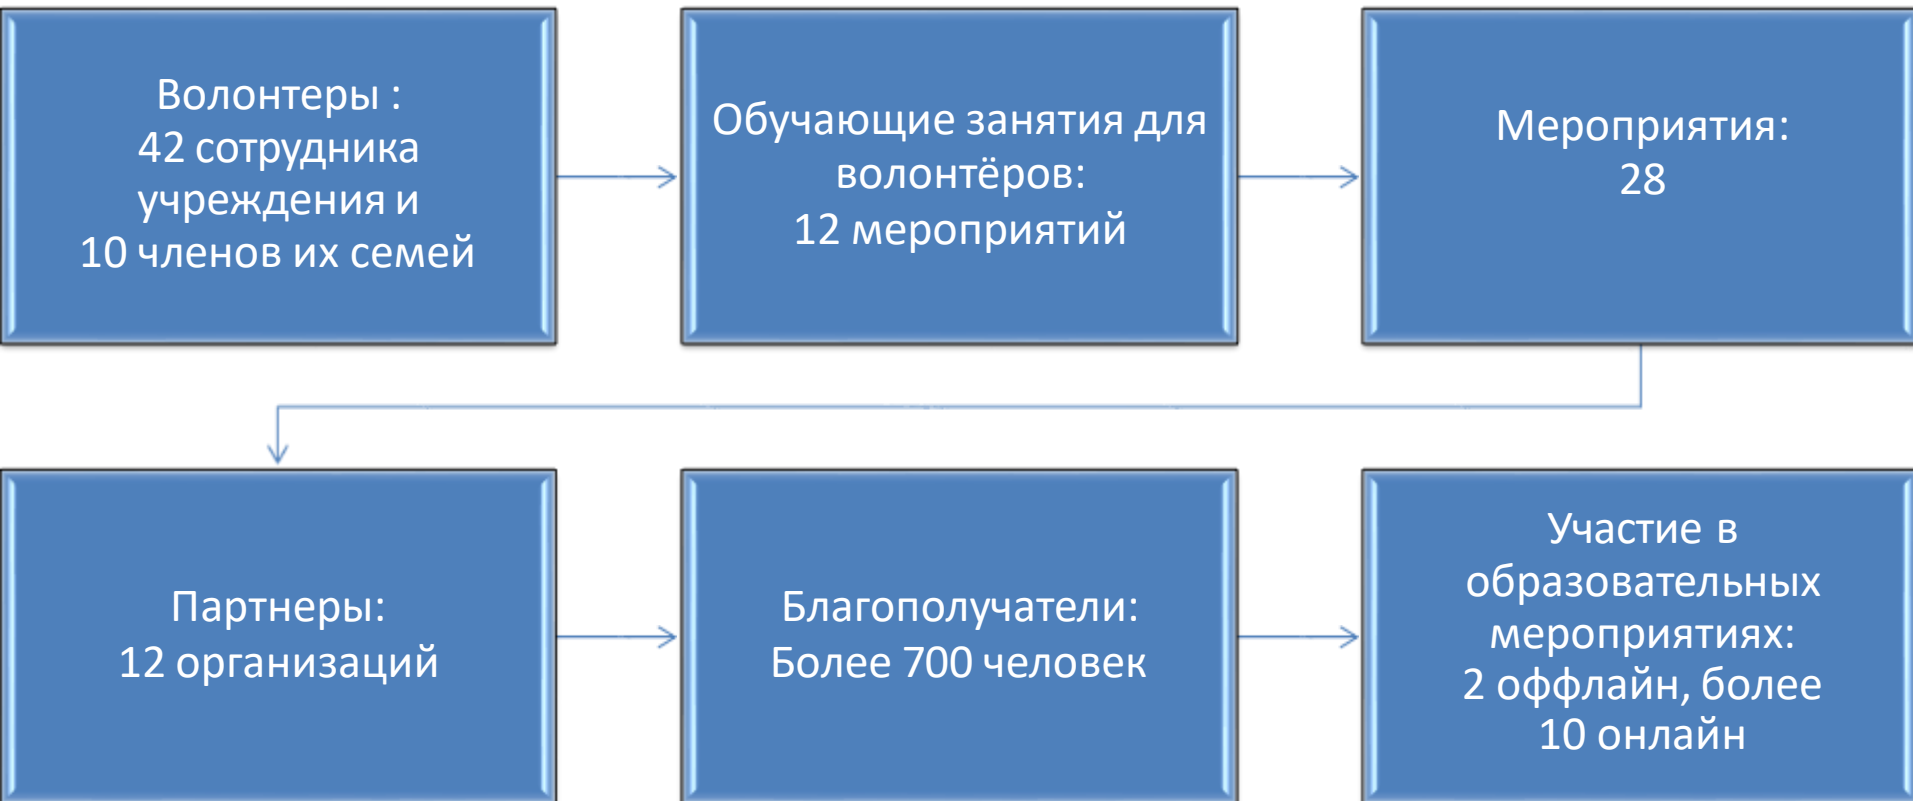 Волонтеры :
42 сотрудника
учреждения и
10 членов их семей
Обучающие занятия для
волонтёров:
12 мероприятий
Мероприятия:
28
Партнеры:
12 организаций
Благополучатели:
Более 700 человек
Участие в
образовательных
мероприятиях:
2 оффлайн, более
10 онлайн